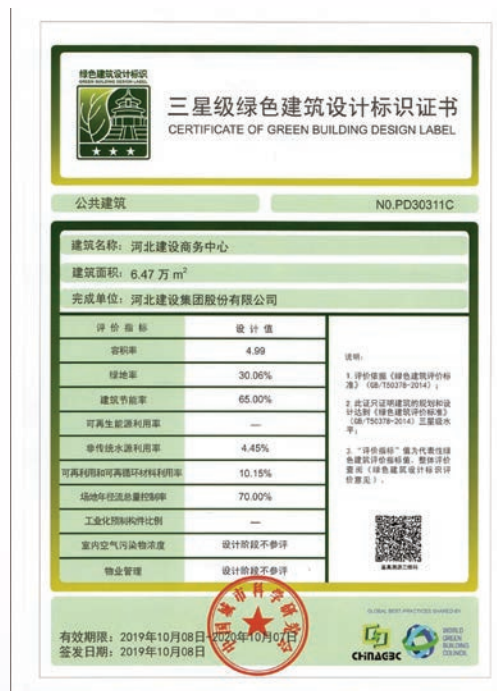 绿色建筑设计标识
GREEN BUILDING DESIGN LABEL
三星级绿色建筑设计标识证书
CERTIFICATE OF GREEN BUILDING DESIGN LABEL
公共建筑
NO.PD30311C
建筑名称：河北建设商务中心
建筑面积：6.47 万 m²
完成单位：河北建设集团股份有限公司
评价指标 设计值
容积率 4.99
绿地率 30.06%
建筑节能率 65.00%
可再生能源利用率 —
非传统水源利用率 4.45%
可再利用和可再循环材料利用率 10.15%
场地年径流总量控制率 70.00%
工业化预制构件比例 —
室内空气污染物浓度 设计阶段不参评
物业管理 设计阶段不参评
说明：
1. 评价依据《绿色建筑评价标
准》（GB/T50378-2014）；
2. 此证只证明建筑的规划和设
计达到《绿色建筑评价标准》
（GB/T50378-2014）三星级水
平；
3. “评价指标”值为代表性绿
色建筑评价指标值，整体评价
查阅《绿色建筑设计标识评
价意见》。
有效期限：2019年10月08日-2020年10月07日
签发日期：2019年10月08日
中国城市科学研究会
GLOBAL BEST PRACTICES SHARED BY
CHINAGBC
WORLD
GREEN
BUILDING
COUNCIL